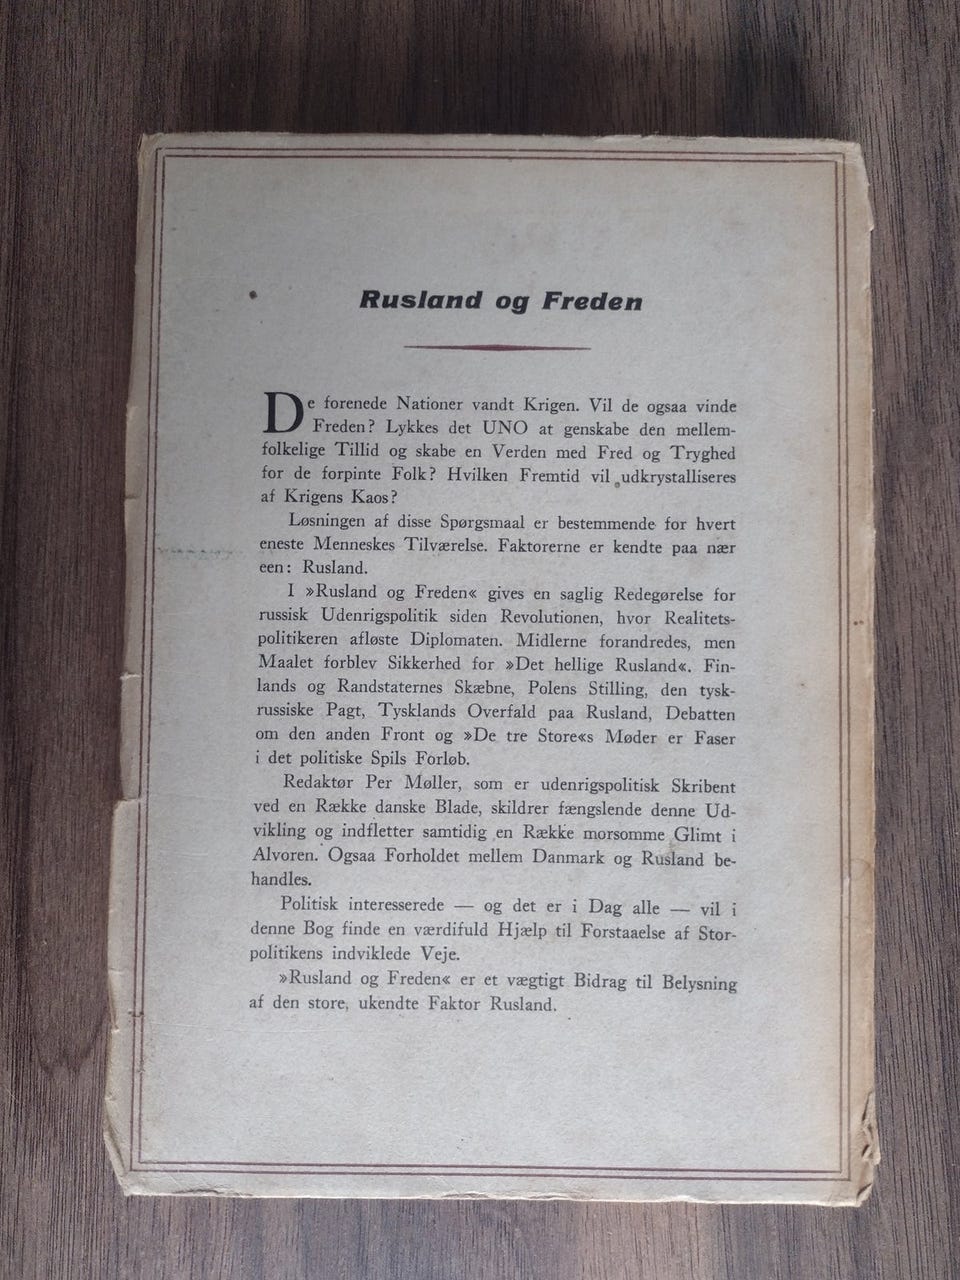 Rusland og Freden
De forenede Nationer vandt Krigen. Vil de ogsaa vinde
Freden? Lykkes det UNO at genskabe den mellem-
folkelige Tillid og skabe en Verden med Fred og Tryghed
for de forpinte Folk? Hvilken Fremtid vil udkrystalliseres
af Krigens Kaos?
Løsningen af disse Spørgsmaal er bestemmende for hvert
eneste Menneskes Tilværelse. Faktorerne er kendte paa nær
een: Rusland.
I »Rusland og Freden« gives en saglig Redegørelse for
russisk Udenrigspolitik siden Revolutionen, hvor Realitets-
politikeren afløste Diplomaten. Midlerne forandredes, men
Maalet forblev Sikkerhed for »Det hellige Rusland«. Fin-
lands og Randstaternes Skæbne, Polens Stilling, den tysk-
russiske Pagt, Tysklands Overfald paa Rusland, Debatten
om den anden Front og »De tre Store«s Møder er Faser
i det politiske Spils Forløb.
Redaktør Per Møller, som er udenrigspolitisk Skribent
ved en Række danske Blade, skildrer fængslende denne Ud-
vikling og indfletter samtidig en Række morsomme Glimt i
Alvoren. Ogsaa Forholdet mellem Danmark og Rusland be-
handles.
Politisk interesserede — og det er i Dag alle — vil i
denne Bog finde en værdifuld Hjælp til Forstaaelse af Stor-
politikens indviklede Veje.
»Rusland og Freden« er et vægtigt Bidrag til Belysning
af den store, ukendte Faktor Rusland.